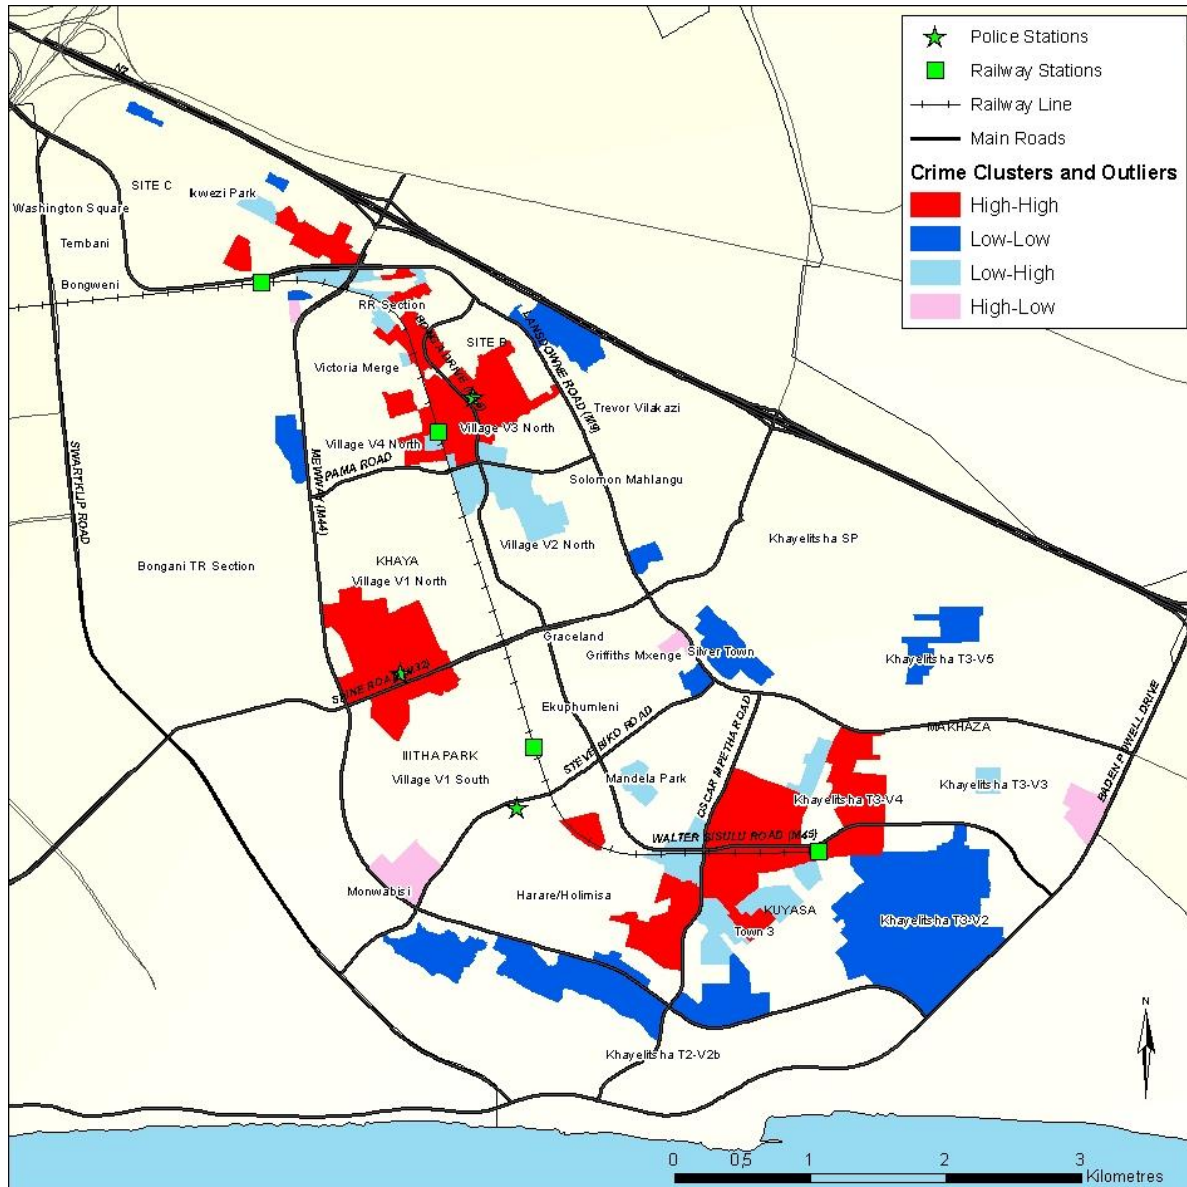 Police Stations
Railway Stations
Railway Line
Main Roads
Crime Clusters and Outliers
High-High
Low-Low
Low-High
High-Low
N7
SITE C
Ikwezi Park
Washington Square
Tembani
Bongweni
RR Section
SITE B
LANSDOWNE ROAD (M9)
Victoria Merge
Trevor Vilakazi
Village V3 North
Village V4 North
PAMA ROAD
SWARTKLIP ROAD
MEWWAY (M44)
Solomon Mahlangu
Village V2 North
Khayelitsha SP
KHAYA
Village V1 North
Bongani TR Section
Graceland
Griffiths Mxenge
Silver Town
Khayelitsha T3-V5
SPINE ROAD (M32)
Ekuphumleni
STEVE BIKO ROAD
OSCAR MPETHA ROAD
MAKHAZA
BADEN POWELL DRIVE
IIITHA PARK
Village V1 South
Mandela Park
Khayelitsha T3-V4
Khayelitsha T3-V3
WALTER SISULU ROAD (M45)
Monwabisi
Harare/Holimisa
KUYASA
Town 3
Khayelitsha T3-V2
Khayelitsha T2-V2b
N
0 0,5 1 2 3
Kilometres